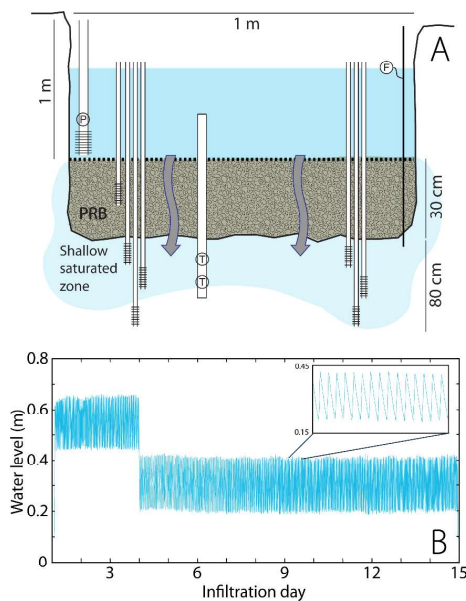 1 m
A
1 m
F
P
PRB
30 cm
Shallow
saturated
zone
T
T
80 cm
0.8
0.6
0.4
0.2
0
Water level (m)
0.45
0.15
B
3
6
9
12
15
Infiltration day